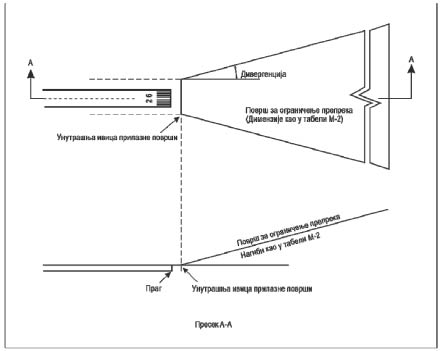 A
A
Дивергенција
26
Површ за ограничење препрека
(Димензије као у табели М-2)
Унутрашња ивица прилазне површи
Површ за ограничење препрека
Нагиби као у табели М-2
Праг
Унутрашња ивица прилазне површи
Пресек А-А